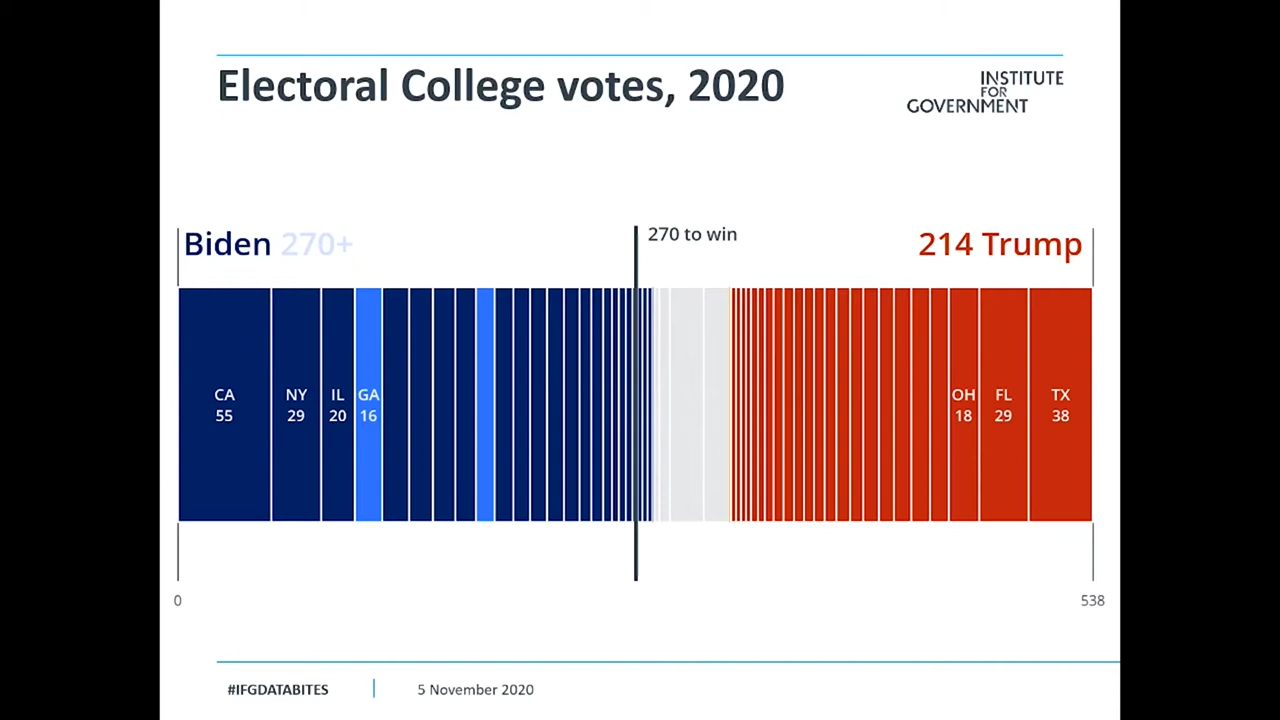 Electoral College votes, 2020
INSTITUTE
FOR
GOVERNMENT
Biden 270+
270 to win
214 Trump
CA
55
NY
29
IL
20
GA
16
OH
18
FL
29
TX
38
0
538
#IFGDATABITES
5 November 2020